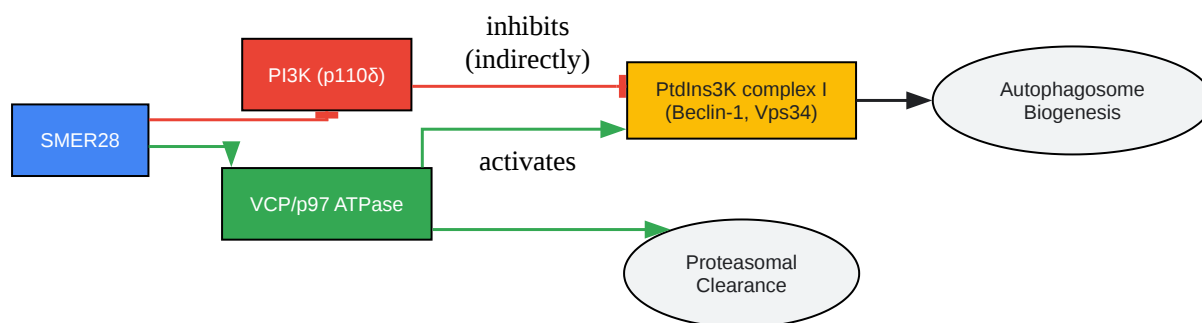 inhibits
(indirectly)
PI3K (p110δ)
PtdIns3K complex I
(Beclin-1, Vps34)
Autophagosome
Biogenesis
SMER28
activates
VCP/p97 ATPase
Proteasomal
Clearance